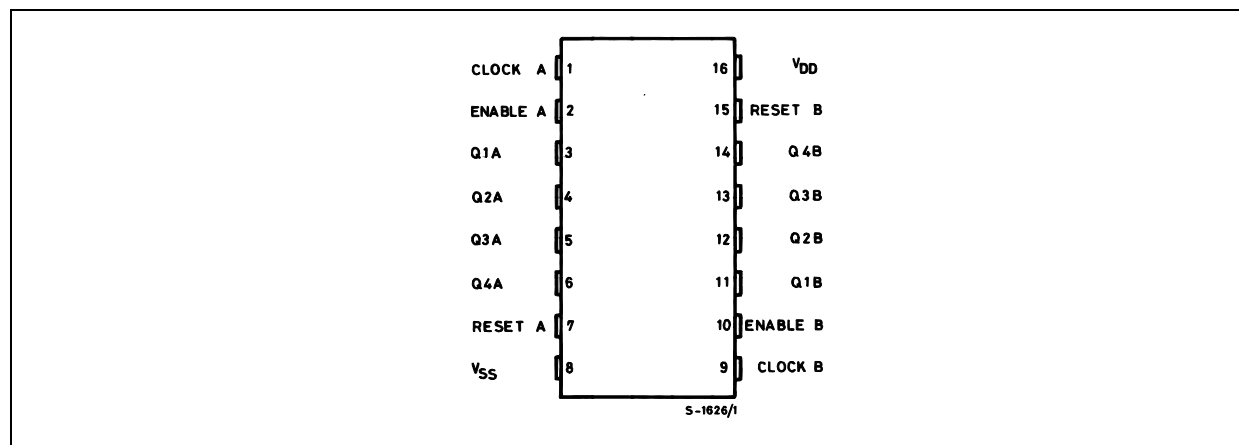 CLOCK A 1 16 VDD
ENABLE A 2 15 RESET B
Q1A 3 14 Q4B
Q2A 4 13 Q3B
Q3A 5 12 Q2B
Q4A 6 11 Q1B
RESET A 7 10 ENABLE B
VSS 8 9 CLOCK B
S-1626/1